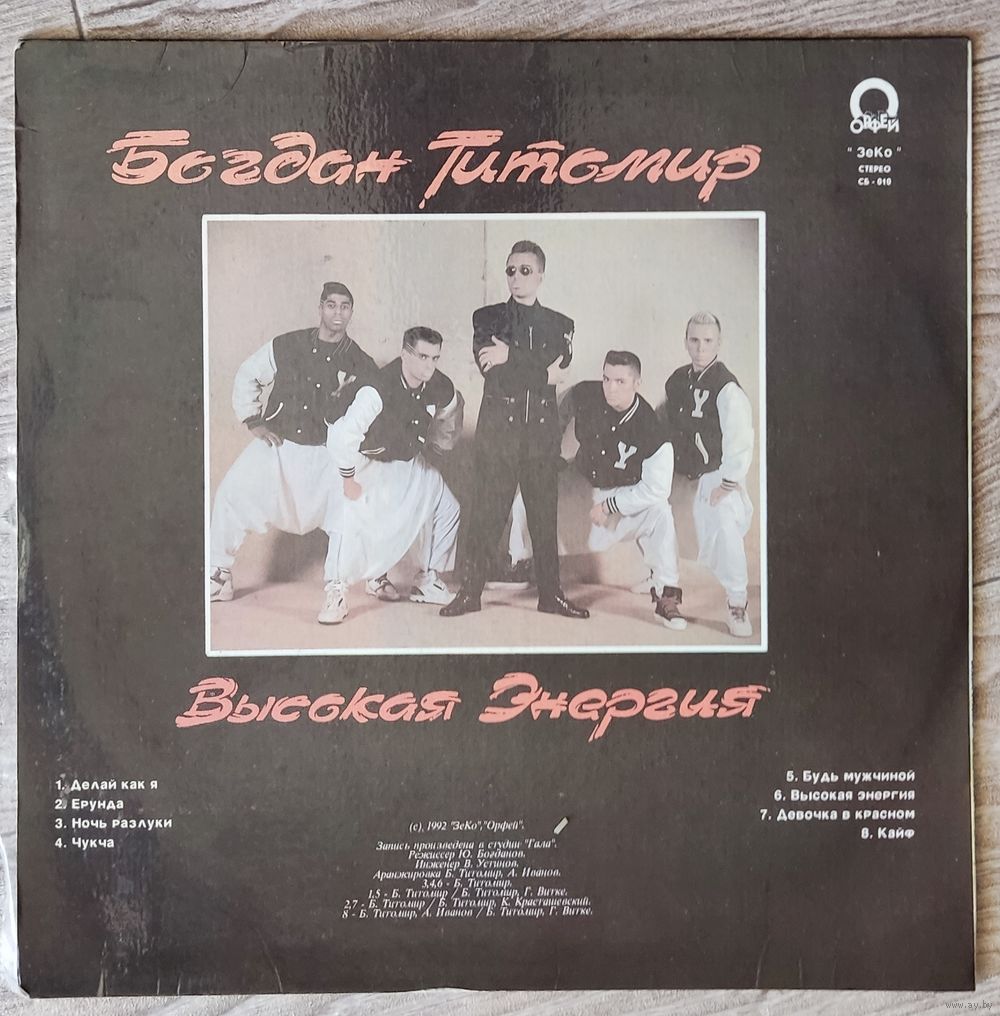 ОРФЕЙ
"ЗеКо"
СТЕРЕО
СБ - 010
Богдан Титомир
Y
Y
Y
Высокая Энергия
1. Делай как я
2. Ерунда
3. Ночь разлуки
4. Чукча
5. Будь мужчиной
6. Высокая энергия
7. Девочка в красном
8. Кайф
(с), 1992 "ЗеКо","Орфей".
Запись произведена в студии "Гала".
Режиссер Ю. Богданов.
Инженер В. Устинов.
Аранжировка Б. Титомир, А. Иванов.
3,4,6 - Б. Титомир.
1,5 - Б. Титомир / Б. Титомир, Г. Витке.
2,7 - Б. Титомир / Б. Титомир, К. Красташевский.
8 - Б. Титомир, А. Иванов / Б. Титомир, Г. Витке.
www.ay.by